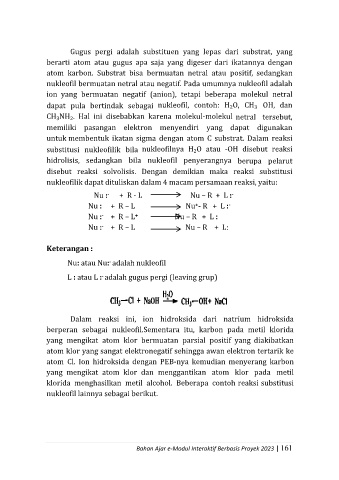 Gugus pergi adalah substituen yang lepas dari substrat, yang
berarti atom atau gugus apa saja yang digeser dari ikatannya dengan
atom karbon. Substrat bisa bermuatan netral atau positif, sedangkan
nukleofil bermuatan netral atau negatif. Pada umumnya nukleofil adalah
ion yang bermuatan negatif (anion), tetapi beberapa molekul netral
dapat pula bertindak sebagai nukleofil, contoh: H₂O, CH₃ OH, dan
CH₃NH₂. Hal ini disebabkan karena molekul-molekul netral tersebut,
memiliki pasangan elektron menyendiri yang dapat digunakan
untuk membentuk ikatan sigma dengan atom C substrat. Dalam reaksi
substitusi nukleofilik bila nukleofilnya H₂O atau -OH disebut reaksi
hidrolisis, sedangkan bila nukleofil penyerangnya berupa pelarut
disebut reaksi solvolisis. Dengan demikian maka reaksi substitusi
nukleofilik dapat dituliskan dalam 4 macam persamaan reaksi, yaitu:
Nu :⁻ + R - L → Nu – R + L :⁻
Nu : + R – L → Nu⁺- R + L :⁻
Nu :⁻ + R – L⁺ → Nu – R + L :
Nu :⁻ + R – L → Nu – R + L:
Keterangan :
Nu: atau Nu:⁻ adalah nukleofil
L : atau L :⁻ adalah gugus pergi (leaving grup)
CH₃–Cl + NaOH H₂O → CH₃–OH + NaCl
Dalam reaksi ini, ion hidroksida dari natrium hidroksida
berperan sebagai nukleofil.Sementara itu, karbon pada metil klorida
yang mengikat atom klor bermuatan parsial positif yang diakibatkan
atom klor yang sangat elektronegatif sehingga awan elektron tertarik ke
atom Cl. Ion hidroksida dengan PEB-nya kemudian menyerang karbon
yang mengikat atom klor dan menggantikan atom klor pada metil
klorida menghasilkan metil alcohol. Beberapa contoh reaksi substitusi
nukleofil lainnya sebagai berikut.
Bahan Ajar e-Modul Interaktif Berbasis Proyek 2023 | 161